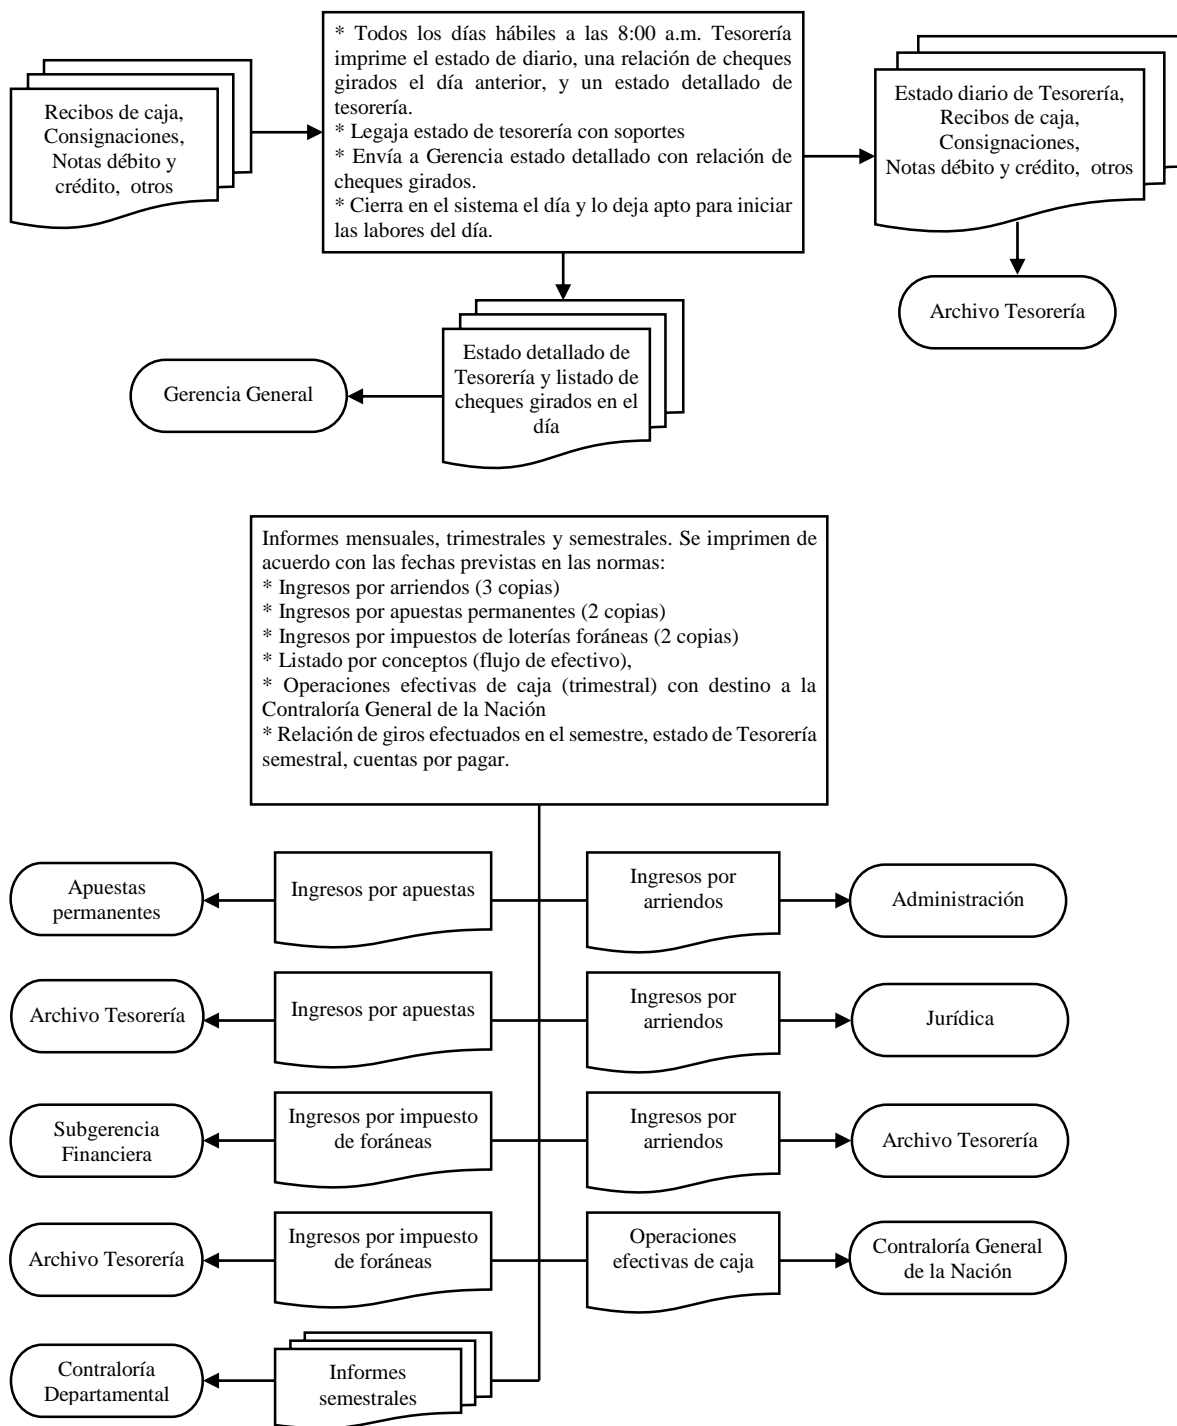 Recibos de caja,
Consignaciones,
Notas débito y
crédito, otros
* Todos los días hábiles a las 8:00 a.m. Tesorería
imprime el estado de diario, una relación de cheques
girados el día anterior, y un estado detallado de
tesorería.
* Legaja estado de tesorería con soportes
* Envía a Gerencia estado detallado con relación de
cheques girados.
* Cierra en el sistema el día y lo deja apto para iniciar
las labores del día.
Estado diario de Tesorería,
Recibos de caja,
Consignaciones,
Notas débito y crédito, otros
Archivo Tesorería
Estado detallado de
Tesorería y listado de
cheques girados en el
día
Gerencia General
Informes mensuales, trimestrales y semestrales. Se imprimen de
acuerdo con las fechas previstas en las normas:
* Ingresos por arriendos (3 copias)
* Ingresos por apuestas permanentes (2 copias)
* Ingresos por impuestos de loterías foráneas (2 copias)
* Listado por conceptos (flujo de efectivo),
* Operaciones efectivas de caja (trimestral) con destino a la
Contraloría General de la Nación
* Relación de giros efectuados en el semestre, estado de Tesorería
semestral, cuentas por pagar.
Apuestas
permanentes
Ingresos por apuestas
Ingresos por
arriendos
Administración
Archivo Tesorería
Ingresos por apuestas
Ingresos por
arriendos
Jurídica
Subgerencia
Financiera
Ingresos por impuesto
de foráneas
Ingresos por
arriendos
Archivo Tesorería
Archivo Tesorería
Ingresos por impuesto
de foráneas
Operaciones
efectivas de caja
Contraloría General
de la Nación
Contraloría
Departamental
Informes
semestrales